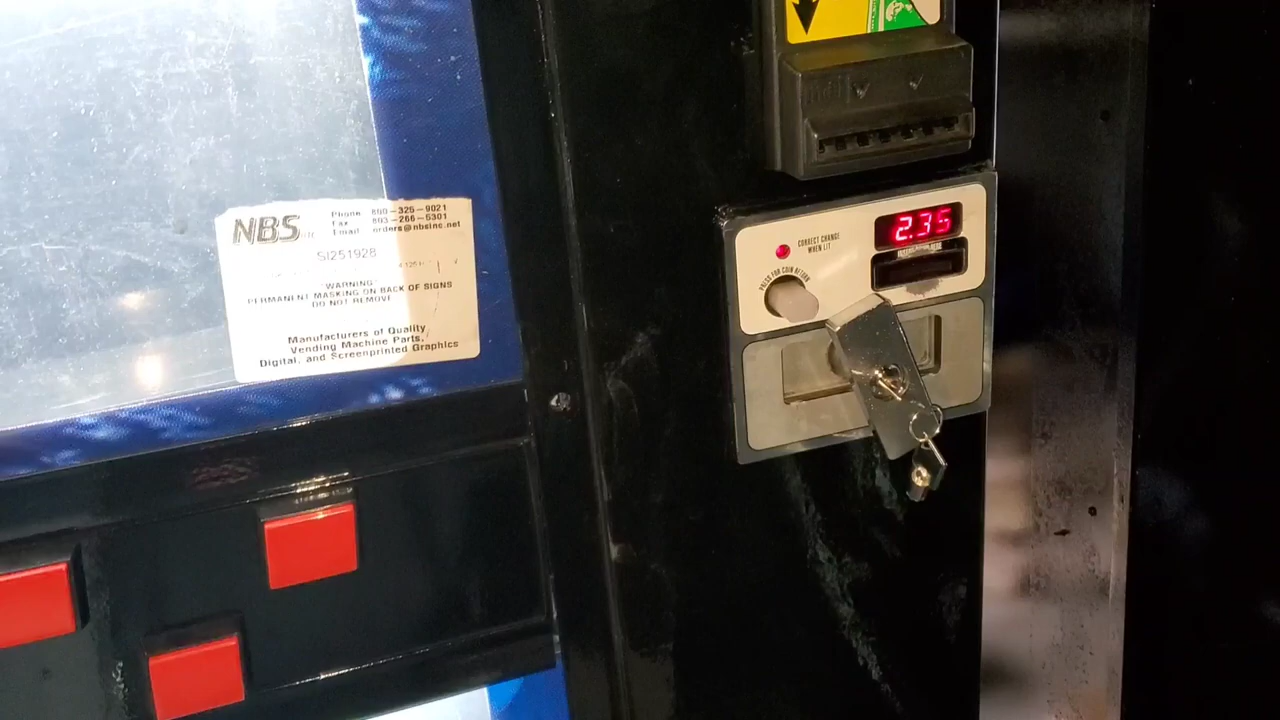 NBS INC
Phone 800-325-9021
Fax 803-266-5301
Email orders@nbsinc.net
SI251928
"WARNING"
PERMANENT MASKING ON BACK OF SIGNS
DO NOT REMOVE
Manufacturers of Quality
Vending Machine Parts,
Digital, and Screenprinted Graphics
2.35
CORRECT CHANGE
WHEN LIT
PRESS FOR COIN RETURN